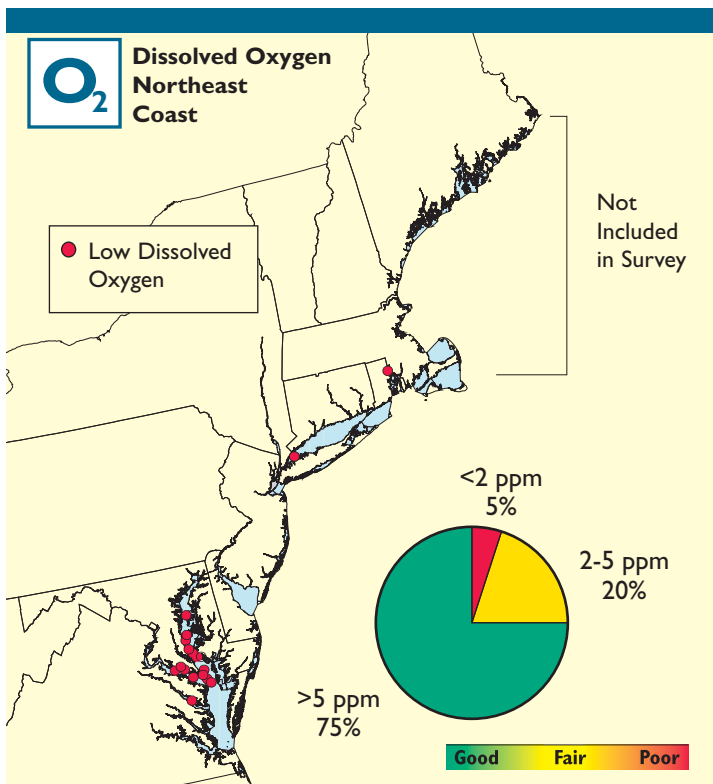 O2
Dissolved Oxygen
Northeast
Coast
Low Dissolved
Oxygen
Not
Included
in Survey
<2 ppm
5%
2-5 ppm
20%
>5 ppm
75%
Good Fair Poor